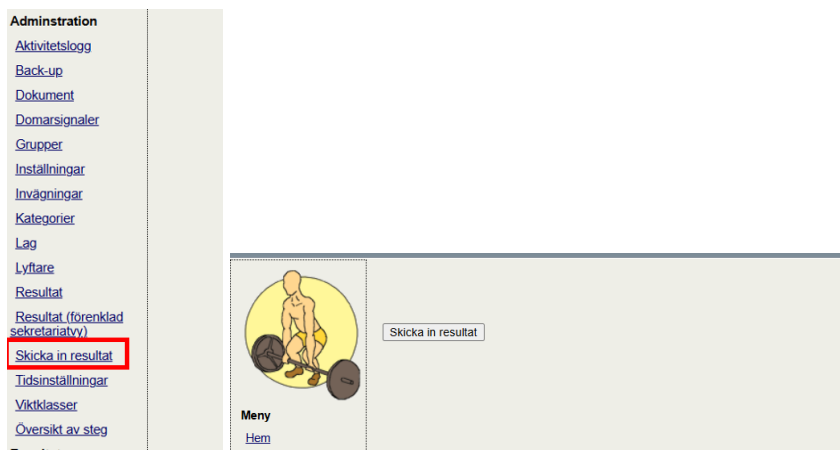 Adminstration
Aktivitetslogg
Back-up
Dokument
Domarsignaler
Grupper
Inställningar
Invägningar
Kategorier
Lag
Lyftare
Resultat
Resultat (förenklad
sekretariatvy)
Skicka in resultat
Tidsinställningar
Viktklasser
Översikt av steg
Skicka in resultat
Meny
Hem